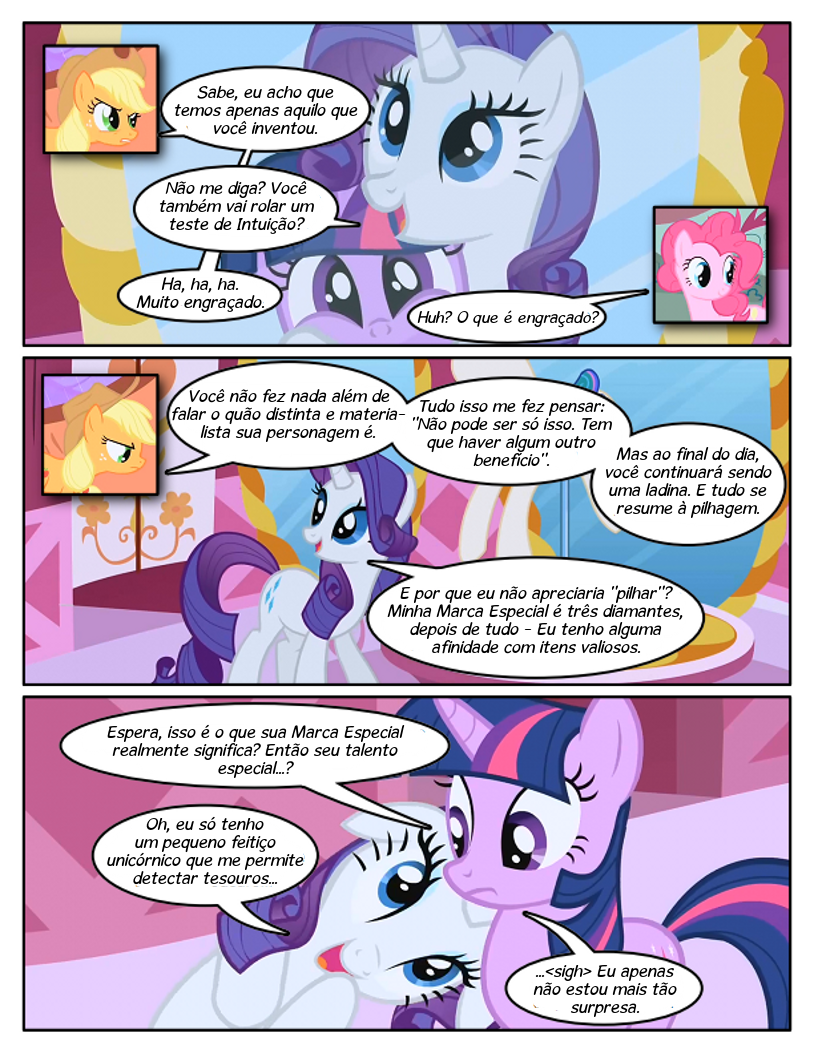 Sabe, eu acho que
temos apenas aquilo que
você inventou.
Não me diga? Você
também vai rolar um
teste de Intuição?
Ha, ha, ha.
Muito engraçado.
Huh? O que é engraçado?
Você não fez nada além de
falar o quão distinta e materia-
lista sua personagem é.
Tudo isso me fez pensar:
"Não pode ser só isso. Tem
que haver algum outro
benefício".
Mas ao final do dia,
você continuará sendo
uma ladina. E tudo se
resume à pilhagem.
E por que eu não apreciaria "pilhar"?
Minha Marca Especial é três diamantes,
depois de tudo - Eu tenho alguma
afinidade com itens valiosos.
Espera, isso é o que sua Marca Especial
realmente significa? Então seu talento
especial...?
Oh, eu só tenho
um pequeno feitiço
unicórnico que me permite
detectar tesouros...
...<sigh> Eu apenas
não estou mais tão
surpresa.